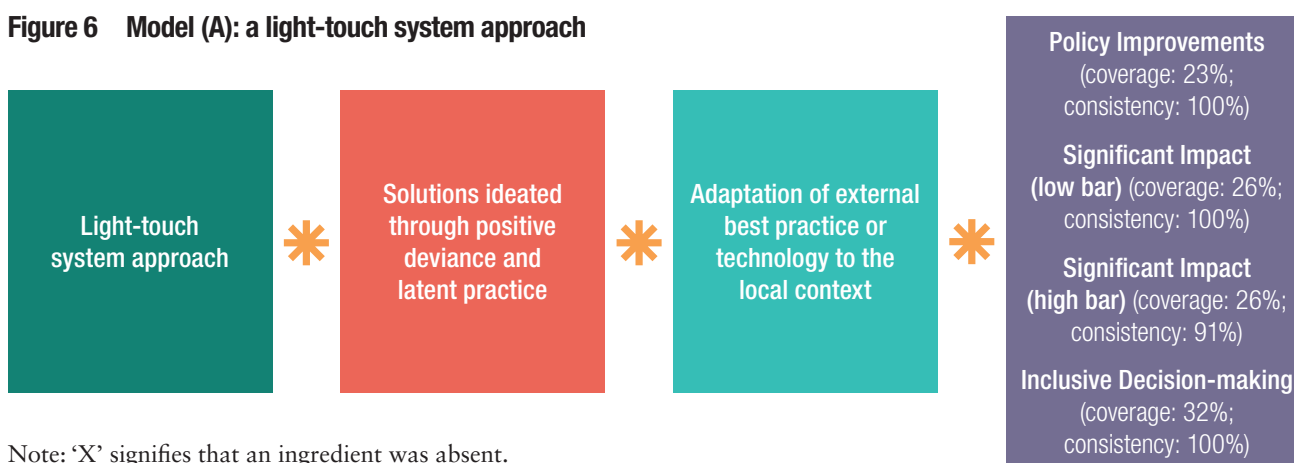 Figure 6 Model (A): a light-touch system approach
Light-touch
system approach
Solutions ideated
through positive
deviance and
latent practice
Adaptation of external
best practice or
technology to the
local context
Policy Improvements
(coverage: 23%;
consistency: 100%)
Significant Impact
(low bar) (coverage: 26%;
consistency: 100%)
Significant Impact
(high bar) (coverage: 26%;
consistency: 91%)
Inclusive Decision-making
(coverage: 32%;
consistency: 100%)
Note: ‘X’ signifies that an ingredient was absent.